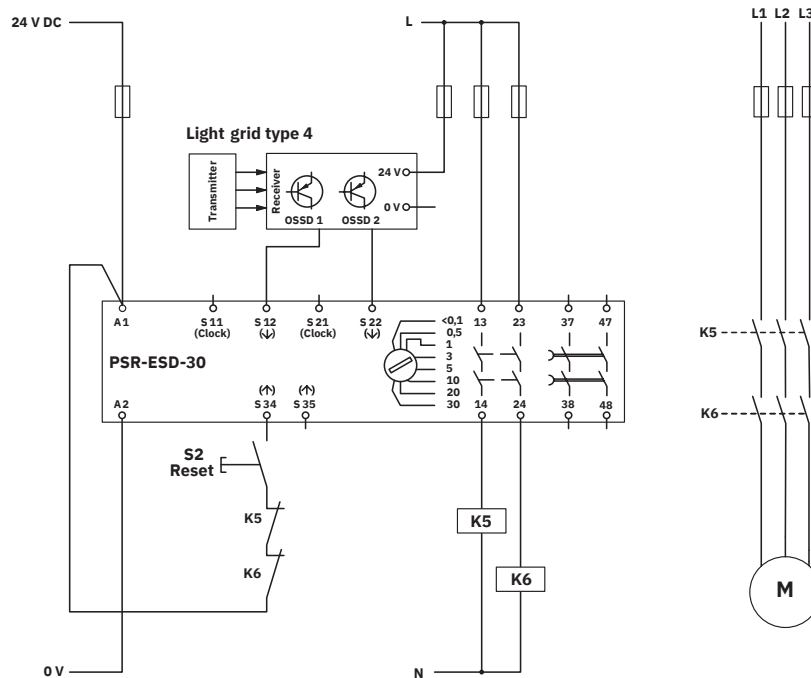 24 V DC
L
L1 L2 L3
Light grid type 4
Transmitter
Receiver
24 V
0 V
OSSD 1
OSSD 2
A1
S11
(Clock)
S12
(↓)
S21
(Clock)
S22
(↓)
<0,1
0,5
1
3
5
10
20
30
13
23
37
47
PSR-ESD-30
A2
(↑)
S34
(↑)
S35
14
24
38
48
K5
K6
S2
Reset
K5
K6
K5
K6
M
0 V
N